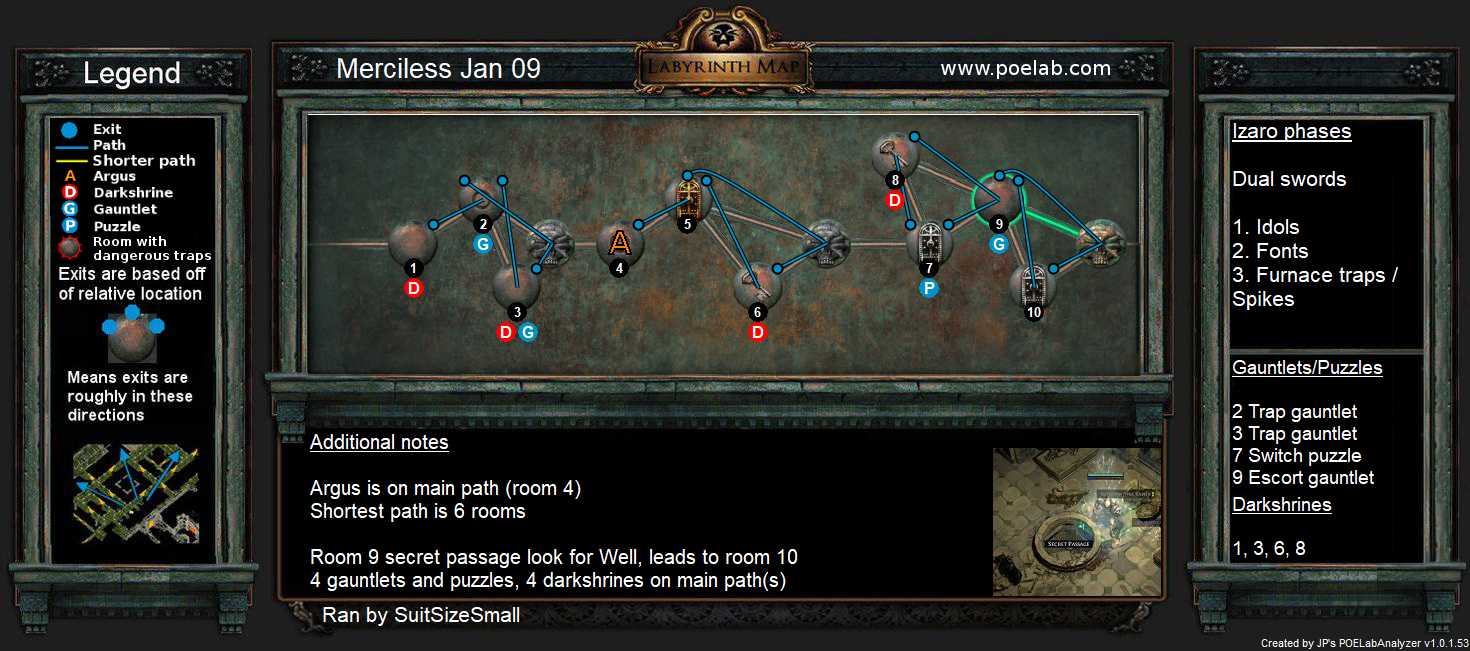 Legend
Exit
Path
Shorter path
A Argus
D Darkshrine
G Gauntlet
P Puzzle
Room with
dangerous traps
Exits are based off
of relative location
Means exits are
roughly in these
directions
Merciless Jan 09
LABYRINTH MAP
www.poelab.com
8
D
1
D
2
G
3
D G
A
4
5
6
D
7
P
9
G
10
Additional notes
Argus is on main path (room 4)
Shortest path is 6 rooms
Room 9 secret passage look for Well, leads to room 10
4 gauntlets and puzzles, 4 darkshrines on main path(s)
SECRET PASSAGE
Ran by SuitSizeSmall
Izaro phases
Dual swords
1. Idols
2. Fonts
3. Furnace traps /
Spikes
Gauntlets/Puzzles
2 Trap gauntlet
3 Trap gauntlet
7 Switch puzzle
9 Escort gauntlet
Darkshrines
1, 3, 6, 8
Created by JP's POELabAnalyzer v1.0.1.53